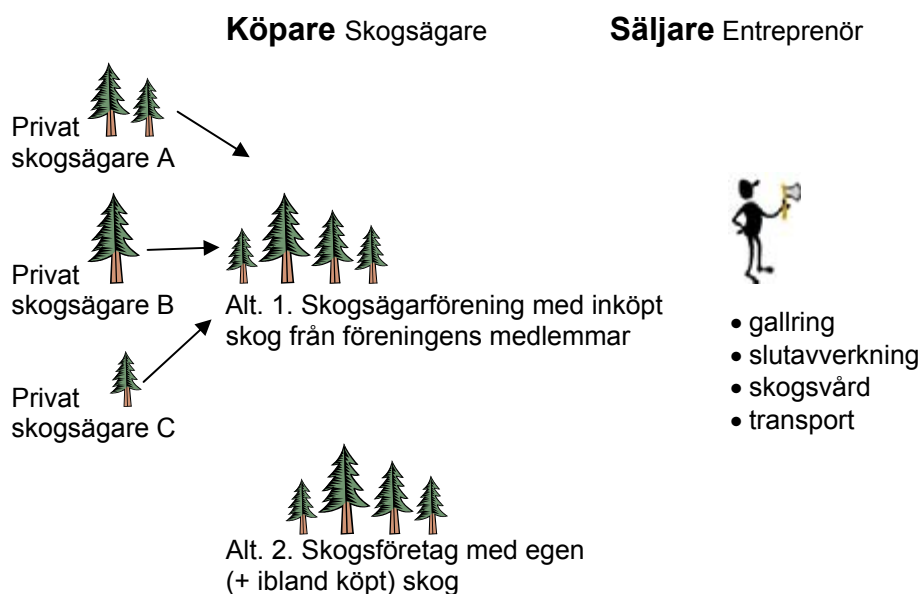 Köpare Skogsägare
Säljare Entreprenör
Privat
skogsägare A
Privat
skogsägare B
Alt. 1. Skogsägarförening med inköpt
skog från föreningens medlemmar
Privat
skogsägare C
Alt. 2. Skogsföretag med egen
(+ ibland köpt) skog
• gallring
• slutavverkning
• skogsvård
• transport